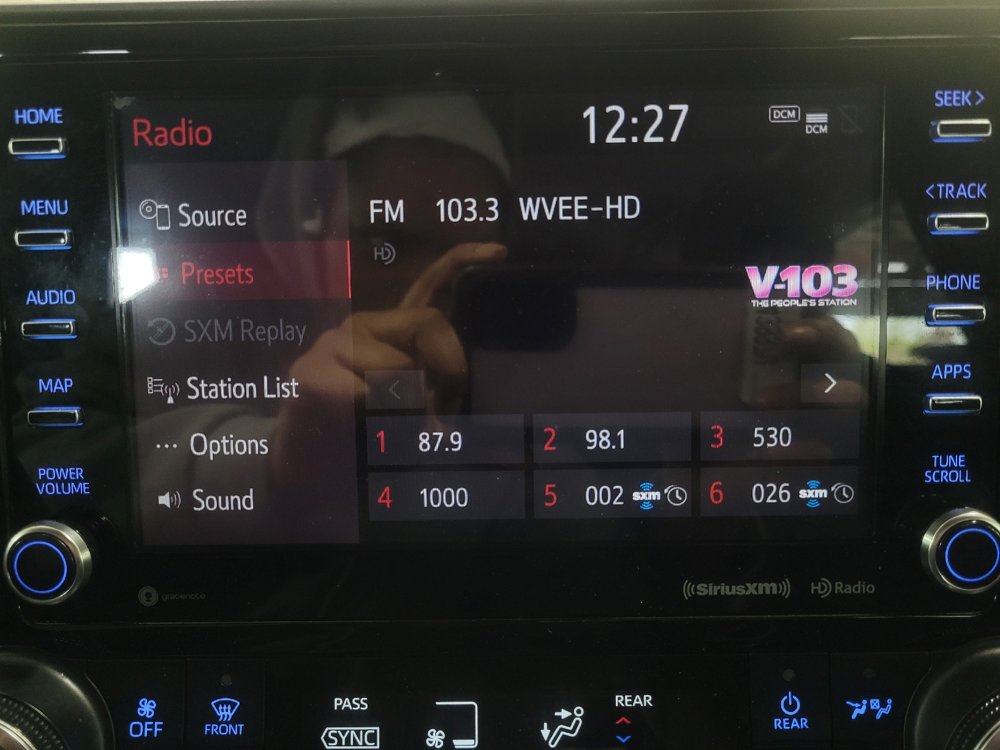 HOME
MENU
AUDIO
MAP
POWER
VOLUME
Radio
12:27
DCM
DCM
Source
Presets
SXM Replay
Station List
Options
Sound
FM 103.3 WVEE-HD
HD
V-103
THE PEOPLE'S STATION
<
>
1 87.9
2 98.1
3 530
4 1000
5 002 sxm
6 026 sxm
SEEK >
< TRACK
PHONE
APPS
TUNE
SCROLL
gracenote
((SiriusXM))
HD Radio
OFF
FRONT
PASS
SYNC
REAR
REAR